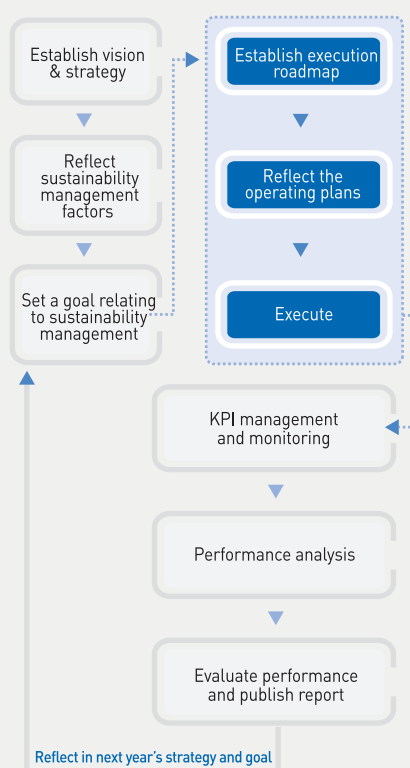 Establish vision
& strategy
Reflect
sustainability
management
factors
Set a goal relating
to sustainability
management
Establish execution
roadmap
Reflect the
operating plans
Execute
KPI management
and monitoring
Performance analysis
Evaluate performance
and publish report
Reflect in next year's strategy and goal